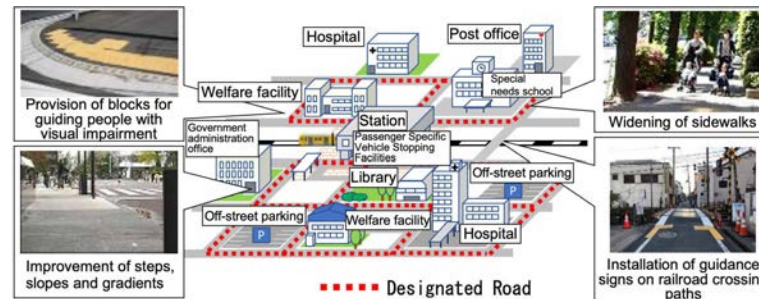 Provision of blocks for
guiding people with
visual impairment
Hospital
Post office
Welfare facility
Special
needs school
Widening of sidewalks
Government
administration
office
Station
Passenger Specific
Vehicle Stopping
Facilities
Library
Off-street parking
P
Off-street parking
P
Welfare facility
Hospital
Improvement of steps,
slopes and gradients
Installation of guidance
signs on railroad crossing
paths
Designated Road